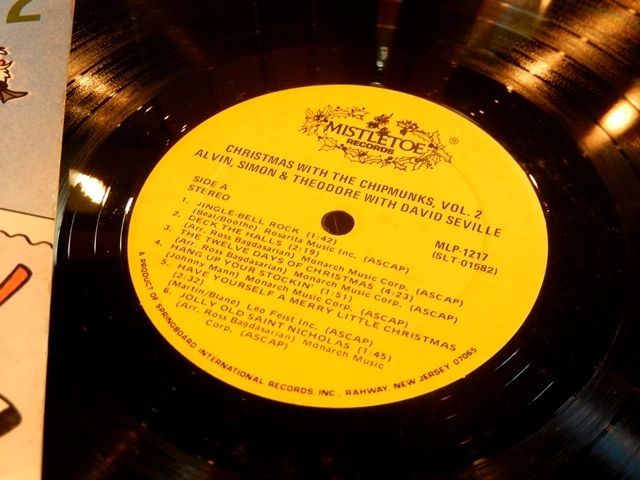 2
MISTLETOE
RECORDS
®
CHRISTMAS WITH THE CHIPMUNKS, VOL. 2
ALVIN, SIMON & THEODORE WITH DAVID SEVILLE
SIDE A
STEREO
MLP-1217
(SLT-01582)
1. JINGLE-BELL ROCK (1:42)
(Beal/Boothe) Rosarita Music Inc. (ASCAP)
2. DECK THE HALLS (2:19)
(Arr. Ross Bagdasarian) Monarch Music Corp. (ASCAP)
3. THE TWELVE DAYS OF CHRISTMAS (4:23)
(Arr. Ross Bagdasarian) Monarch Music Corp. (ASCAP)
4. HANG UP YOUR STOCKIN' (1:51)
(Johnny Mann) Monarch Music Corp. (ASCAP)
5. HAVE YOURSELF A MERRY LITTLE CHRISTMAS
(2:32)
(Martin/Blane) Leo Feist Inc. (ASCAP)
6. JOLLY OLD SAINT NICHOLAS (1:45)
(Arr. Ross Bagdasarian) Monarch Music
Corp. (ASCAP)
A PRODUCT OF SPRINGBOARD INTERNATIONAL RECORDS, INC., RAHWAY, NEW JERSEY 07065